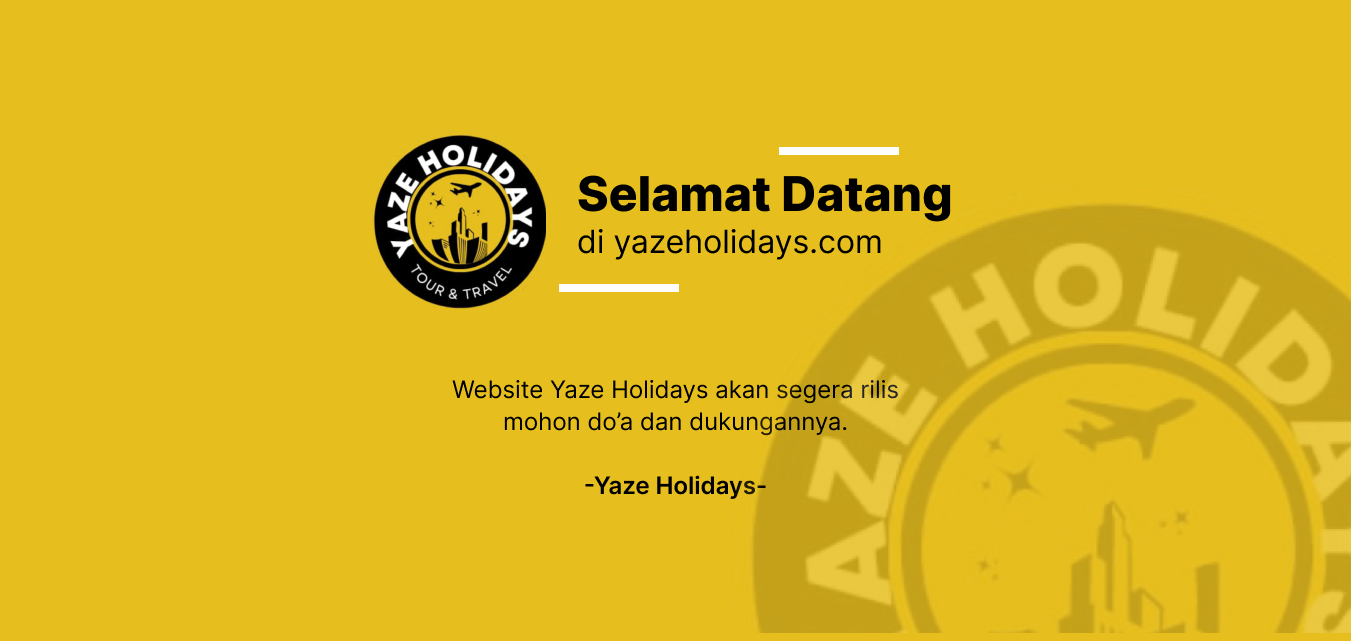 YAZE HOLIDAYS
TOUR & TRAVEL
Selamat Datang
di yazeholidays.com
Website Yaze Holidays akan segera rilis
mohon do’a dan dukungannya.
-Yaze Holidays-
YAZE HOLIDAYS